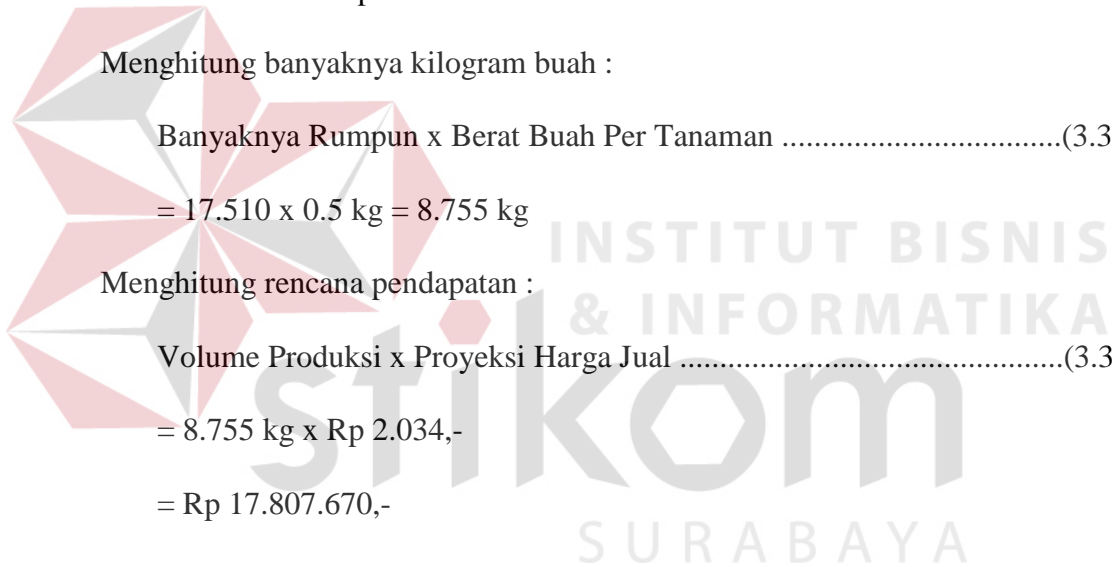 Menghitung banyaknya kilogram buah :
Banyaknya Rumpun x Berat Buah Per Tanaman ...................................(3.3
= 17.510 x 0.5 kg = 8.755 kg
INSTITUT BISNIS
Menghitung rencana pendapatan :
& INFORMATIKA
Volume Produksi x Proyeksi Harga Jual ................................................(3.3
stikom
= 8.755 kg x Rp 2.034,-
= Rp 17.807.670,-
SURABAYA